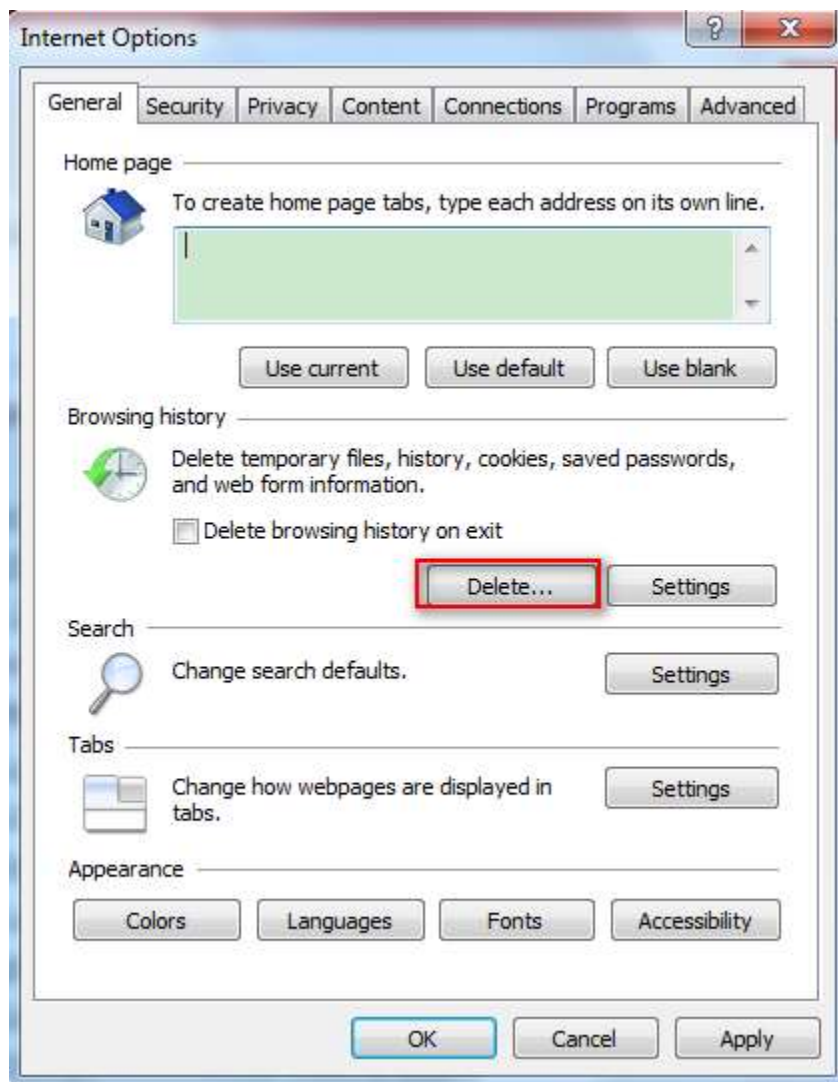 Internet Options
?
General Security Privacy Content Connections Programs Advanced
Home page
To create home page tabs, type each address on its own line.
Use current Use default Use blank
Browsing history
Delete temporary files, history, cookies, saved passwords,
and web form information.
Delete browsing history on exit
Delete... Settings
Search
Change search defaults. Settings
Tabs
Change how webpages are displayed in
tabs.
Settings
Appearance
Colors Languages Fonts Accessibility
OK Cancel Apply